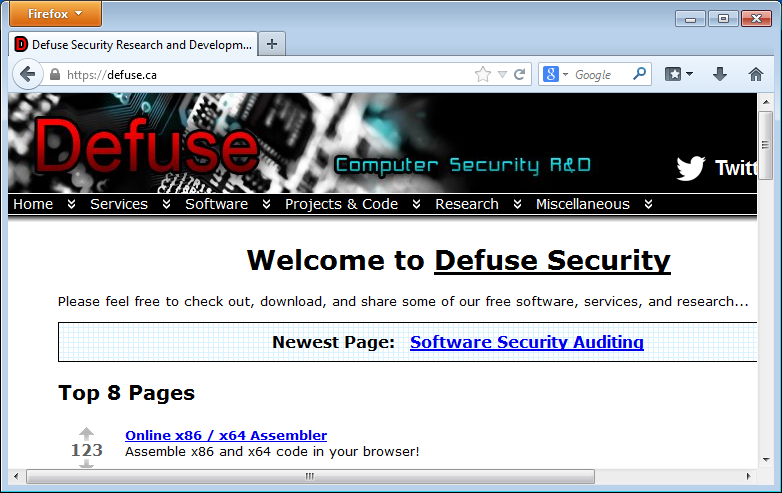 Firefox
Defuse Security Research and Developm...
https://defuse.ca
Google
Defuse
Computer Security R&D
Twitt
Home Services Software Projects & Code Research Miscellaneous
Welcome to Defuse Security
Please feel free to check out, download, and share some of our free software, services, and research...
Newest Page: Software Security Auditing
Top 8 Pages
Online x86 / x64 Assembler
123
Assemble x86 and x64 code in your browser!